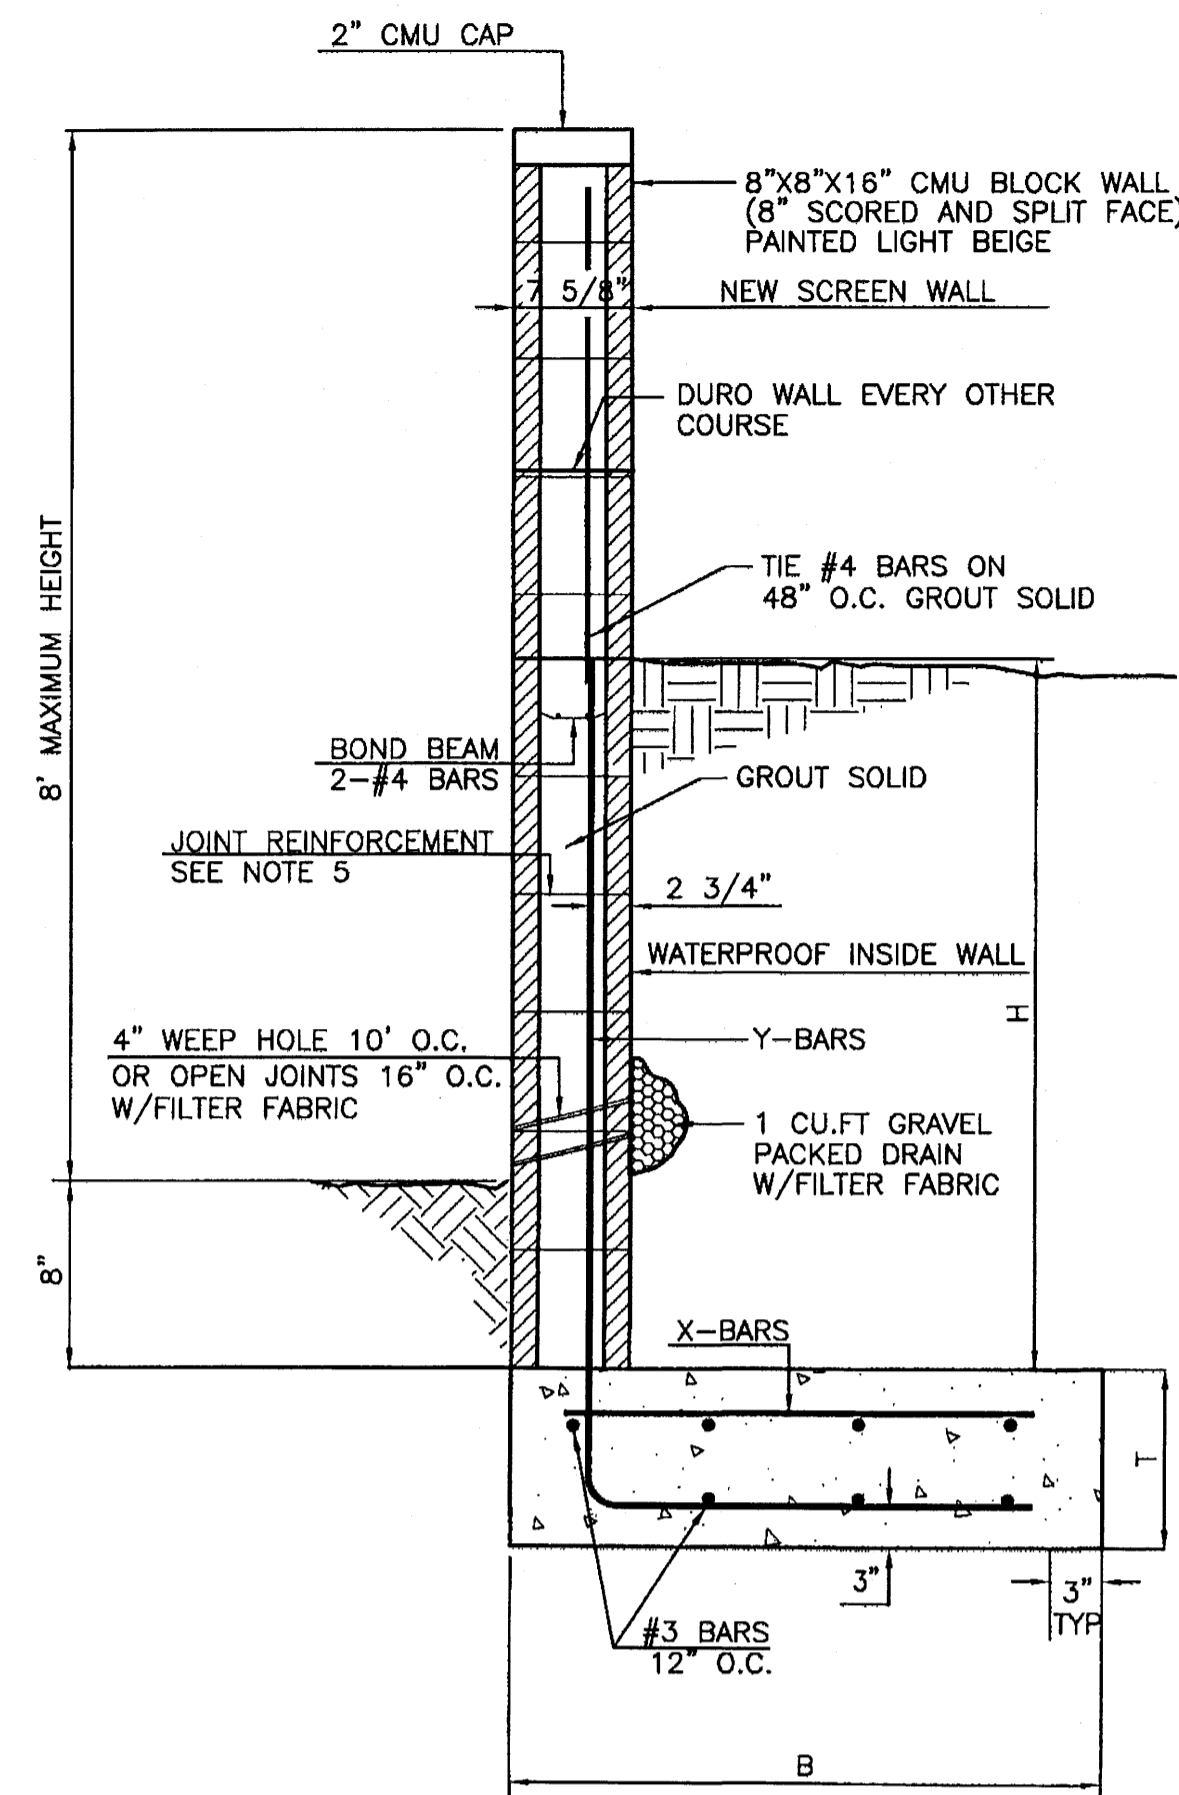 2" CMU CAP
8"X8"X16" CMU BLOCK WALL
(8" SCORED AND SPLIT FACE)
PAINTED LIGHT BEIGE
7 5/8"
NEW SCREEN WALL
DURO WALL EVERY OTHER
COURSE
8' MAXIMUM HEIGHT
TIE #4 BARS ON
48" O.C. GROUT SOLID
BOND BEAM
2-#4 BARS
GROUT SOLID
JOINT REINFORCEMENT
SEE NOTE 5
2 3/4"
WATERPROOF INSIDE WALL
H
4" WEEP HOLE 10' O.C.
OR OPEN JOINTS 16" O.C.
W/FILTER FABRIC
Y-BARS
1 CU.FT GRAVEL
PACKED DRAIN
W/FILTER FABRIC
8"
X-BARS
T
3"
3"
TYP
#3 BARS
12" O.C.
B